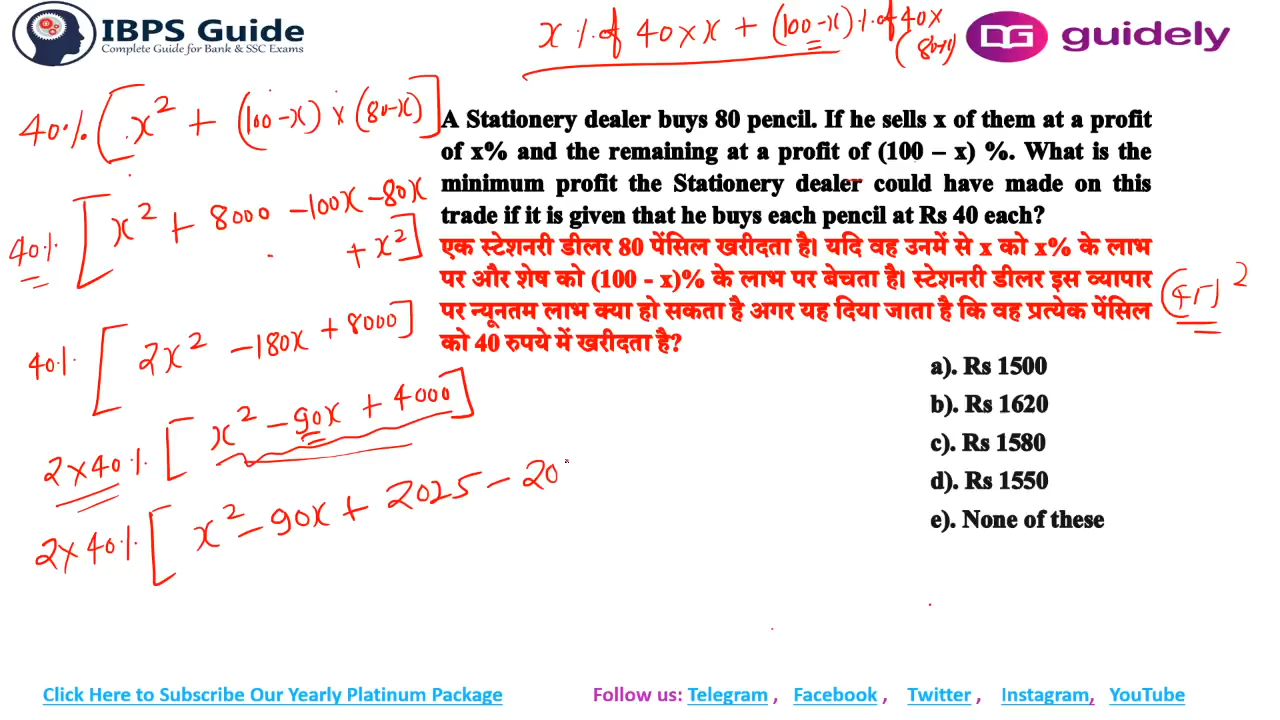 IBPS Guide
Complete Guide for Bank & SSC Exams
x % of 40 × x + (100 - x) % of 40 ×
guidely
40% [ x² + (100 - x) × (80 - x) ]
A Stationery dealer buys 80 pencil. If he sells x of them at a profit
of x% and the remaining at a profit of (100 – x) %. What is the
minimum profit the Stationery dealer could have made on this
trade if it is given that he buys each pencil at Rs 40 each?
40% [ x² + 8000 - 100x - 80x
+ x² ]
एक स्टेशनरी डीलर 80 पेंसिल खरीदता है। यदि वह उनमें से x को x% के लाभ
पर और शेष को (100 - x)% के लाभ पर बेचता है। स्टेशनरी डीलर इस व्यापार
पर न्यूनतम लाभ क्या हो सकता है अगर यह दिया जाता है कि वह प्रत्येक पेंसिल
को 40 रुपये में खरीदता है?
40% [ 2x² - 180x + 8000 ]
2 × 40% [ x² - 90x + 4000 ]
2 × 40% [ x² - 90x + 2025 - 20
a). Rs 1500
b). Rs 1620
c). Rs 1580
d). Rs 1550
e). None of these
Click Here to Subscribe Our Yearly Platinum Package
Follow us: Telegram , Facebook , Twitter , Instagram, YouTube